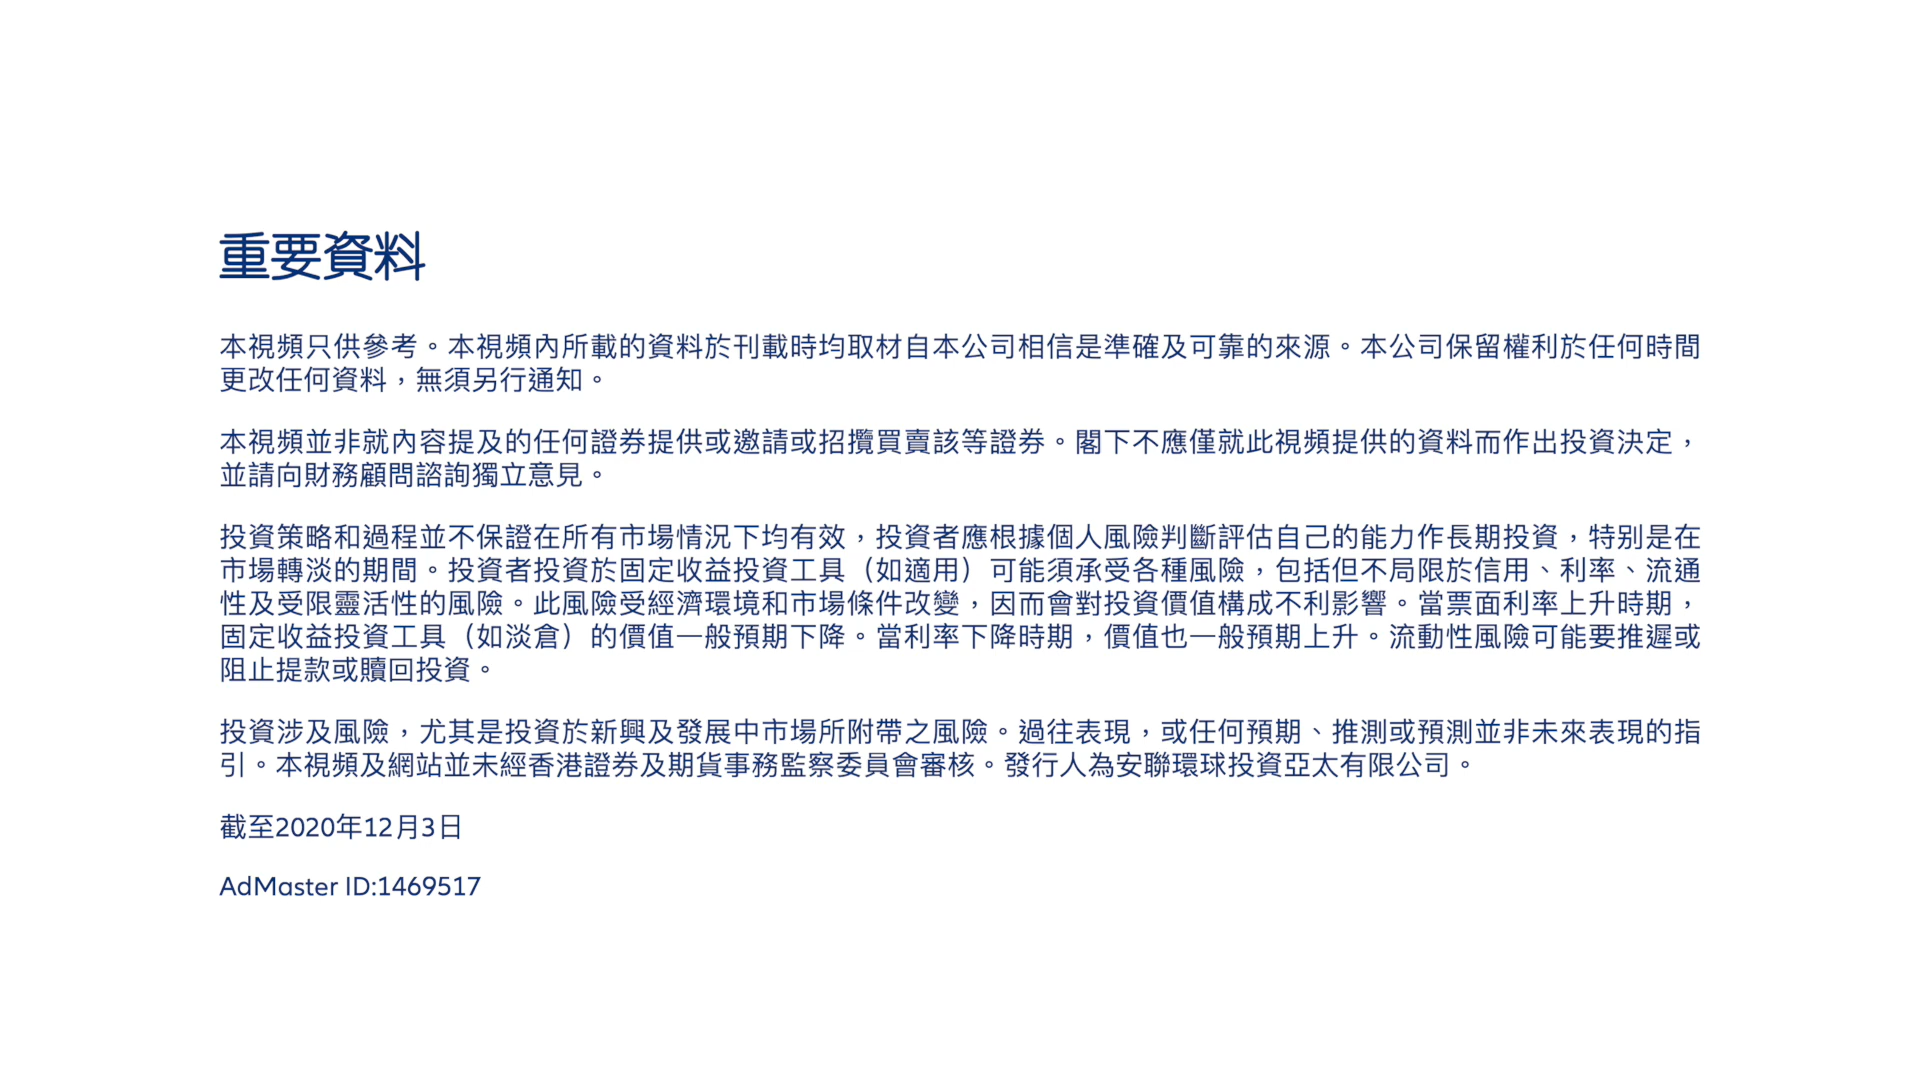 重要資料
本視頻只供參考。本視頻內所載的資料於刊載時均取材自本公司相信是準確及可靠的來源。本公司保留權利於任何時間
更改任何資料，無須另行通知。
本視頻並非就內容提及的任何證券提供或邀請或招攬買賣該等證券。閣下不應僅就此視頻提供的資料而作出投資決定，
並請向財務顧問諮詢獨立意見。
投資策略和過程並不保證在所有市場情況下均有效，投資者應根據個人風險判斷評估自己的能力作長期投資，特別是在
市場轉淡的期間。投資者投資於固定收益投資工具（如適用）可能須承受各種風險，包括但不局限於信用、利率、流通
性及受限靈活性的風險。此風險受經濟環境和市場條件改變，因而會對投資價值構成不利影響。當票面利率上升時期，
固定收益投資工具（如淡倉）的價值一般預期下降。當利率下降時期，價值也一般預期上升。流動性風險可能要推遲或
阻止提款或贖回投資。
投資涉及風險，尤其是投資於新興及發展中市場所附帶之風險。過往表現，或任何預期、推測或預測並非未來表現的指
引。本視頻及網站並未經香港證券及期貨事務監察委員會審核。發行人為安聯環球投資亞太有限公司。
截至2020年12月3日
AdMaster ID:1469517